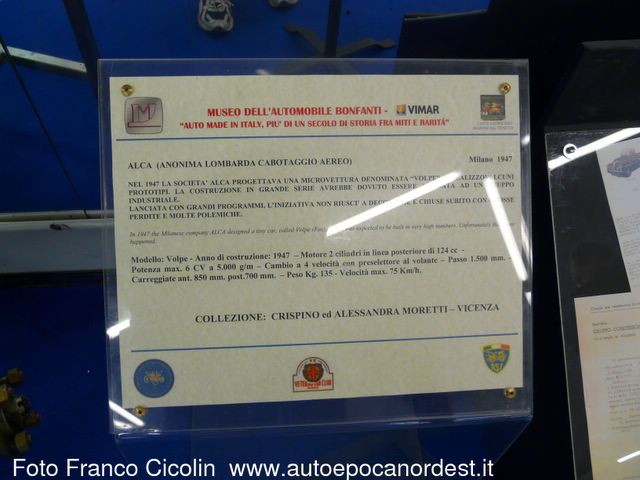 MUSEO DELL'AUTOMOBILE BONFANTI - VIMAR
"AUTO MADE IN ITALY, PIU' DI UN SECOLO DI STORIA FRA MITI E RARITÀ"
ALCA (ANONIMA LOMBARDA CABOTAGGIO AEREO) Milano 1947
NEL 1947 LA SOCIETA' ALCA PROGETTAVA UNA MICROVETTURA DENOMINATA "VOLPE"
PROTOTIPI. LA COSTRUZIONE IN GRANDE SERIE AVREBBE DOVUTO ESSERE AD UN GRUPPO
INDUSTRIALE.
LANCIATA CON GRANDI PROGRAMMI, L'INIZIATIVA NON RIUSCI' A E CHIUSE SUBITO CON GROSSE
PERDITE E MOLTE POLEMICHE.
In 1947 the Milanese company ALCA designed a tiny car, called Volpe expected to be built in very high numbers. Unfortunately
happened.
Modello: Volpe - Anno di costruzione: 1947 – Motore 2 cilindri in linea posteriore di 124 cc -
Potenza max. 6 CV a 5.000 g/m – Cambio a 4 velocità con preselettore al volante – Passo 1.500 mm. -
Carreggiate ant. 850 mm. post.700 mm. – Peso Kg. 135 - Velocità max. 75 Km/h.
COLLEZIONE: CRISPINO ed ALESSANDRA MORETTI – VICENZA
VETERAN CAR CLUB
Foto Franco Cicolin www.autoepocanordest.it